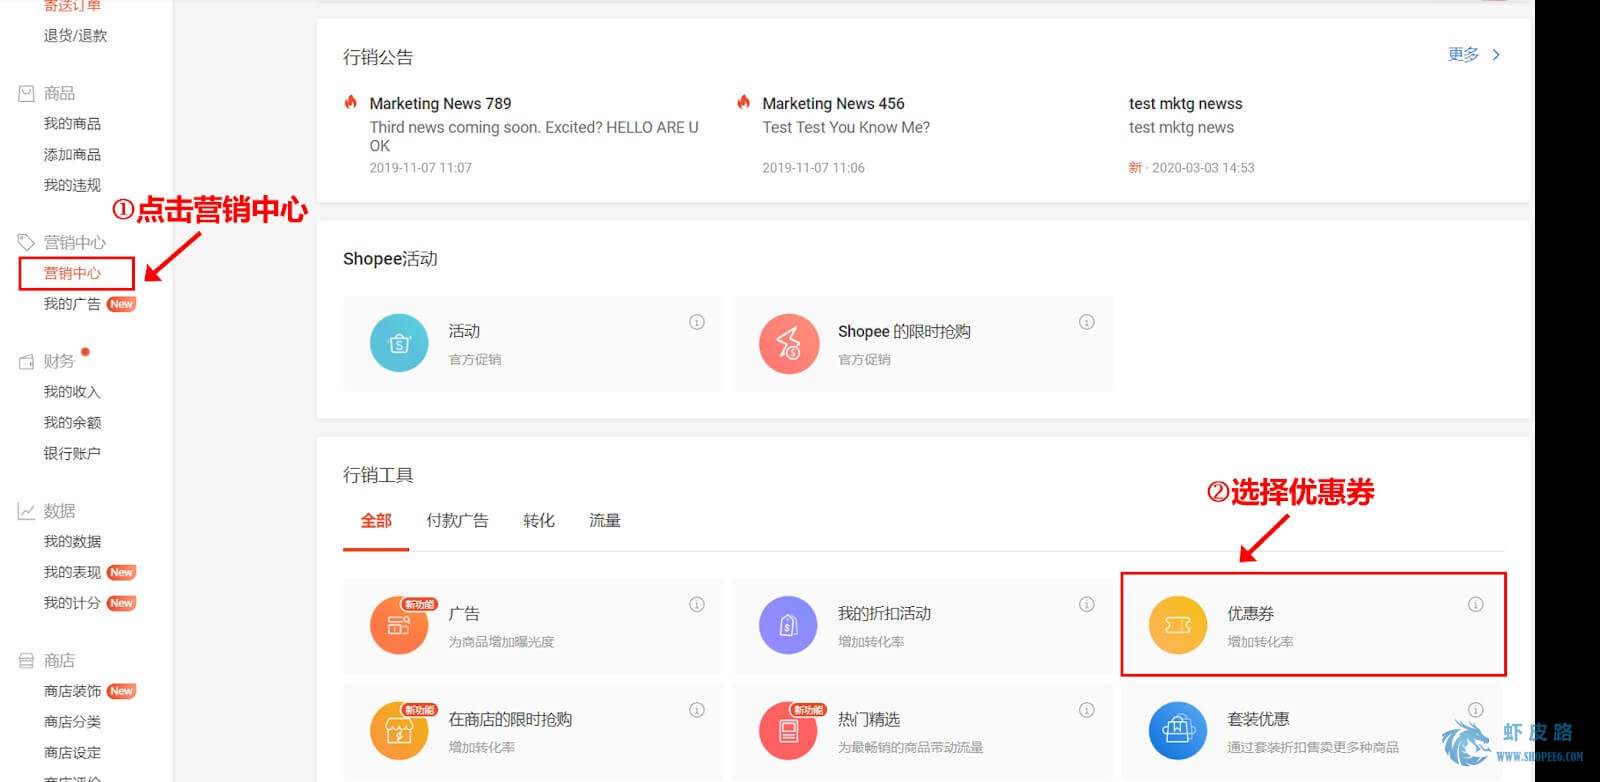 寄送订单
退货/退款
商品
我的商品
添加商品
我的违规
①点击营销中心
营销中心
营销中心
我的广告 New
财务
我的收入
我的余额
银行账户
数据
我的数据
我的表现 New
我的计分 New
商店
商店装饰 New
商店分类
商店设定
商店评价
行销公告
更多
Marketing News 789
Third news coming soon. Excited? HELLO ARE U
OK
2019-11-07 11:07
Marketing News 456
Test Test You Know Me?
2019-11-07 11:06
test mktg newss
test mktg news
新 · 2020-03-03 14:53
Shopee活动
活动
官方促销
Shopee 的限时抢购
官方促销
行销工具
②选择优惠券
全部 付款广告 转化 流量
新功能
广告
为商品增加曝光度
我的折扣活动
增加转化率
优惠券
增加转化率
新功能
在商店的限时抢购
增加转化率
新功能
热门精选
为最畅销的商品带动流量
套装优惠
通过套装折扣售卖更多种商品
虾皮路
WWW.SHOPEE6.COM